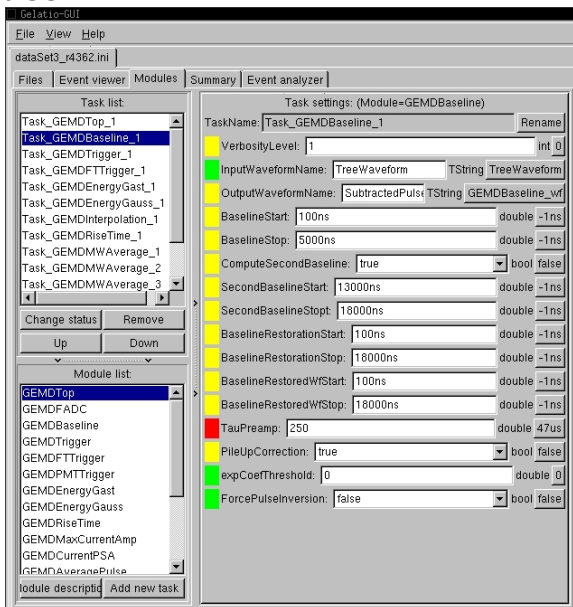 Gelatio-GUI
File View Help
dataSet3_r4362.ini
Files Event viewer Modules Summary Event analyzer
Task list:
Task_GEMDTop_1
Task_GEMDBaseline_1
Task_GEMDTrigger_1
Task_GEMDFTTrigger_1
Task_GEMDEnergyGast_1
Task_GEMDEnergyGauss_1
Task_GEMDInterpolation_1
Task_GEMDRiseTime_1
Task_GEMDMWAverage_1
Task_GEMDMWAverage_2
Task_GEMDMWAverage_3
Change status Remove
Up Down
Module list:
GEMDTop
GEMDFADC
GEMDBaseline
GEMDTrigger
GEMDFTTrigger
GEMDPMTTrigger
GEMDEnergyGast
GEMDEnergyGauss
GEMDRiseTime
GEMDMaxCurrentAmp
GEMDCurrentPSA
GEMDAveragePulse
lodule descriptic Add new task
Task settings: (Module=GEMDBaseline)
TaskName: Task_GEMDBaseline_1 Rename
VerbosityLevel: 1 int 0
InputWaveformName: TreeWaveform TString TreeWaveform
OutputWaveformName: SubtractedPuls TString GEMDBaseline_wf
BaselineStart: 100ns double -1ns
BaselineStop: 5000ns double -1ns
ComputeSecondBaseline: true bool false
SecondBaselineStart: 13000ns double -1ns
SecondBaselineStopt: 18000ns double -1ns
BaselineRestorationStart: 100ns double -1ns
BaselineRestorationStop: 18000ns double -1ns
BaselineRestoredWfStart: 100ns double -1ns
BaselineRestoredWfStop: 18000ns double -1ns
TauPreamp: 250 double 47us
PileUpCorrection: true bool false
expCoefThreshold: 0 double 0
ForcePulseInversion: false bool false